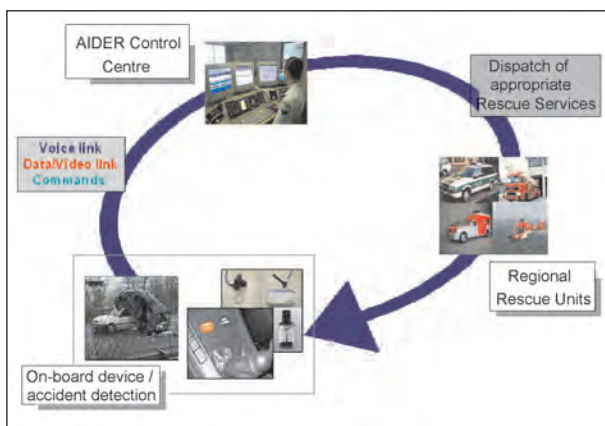 AIDER Control
Centre
Dispatch of
appropriate
Rescue Services
Voice link
Data/Video link
Commands
Regional
Rescue Units
On-board device /
accident detection